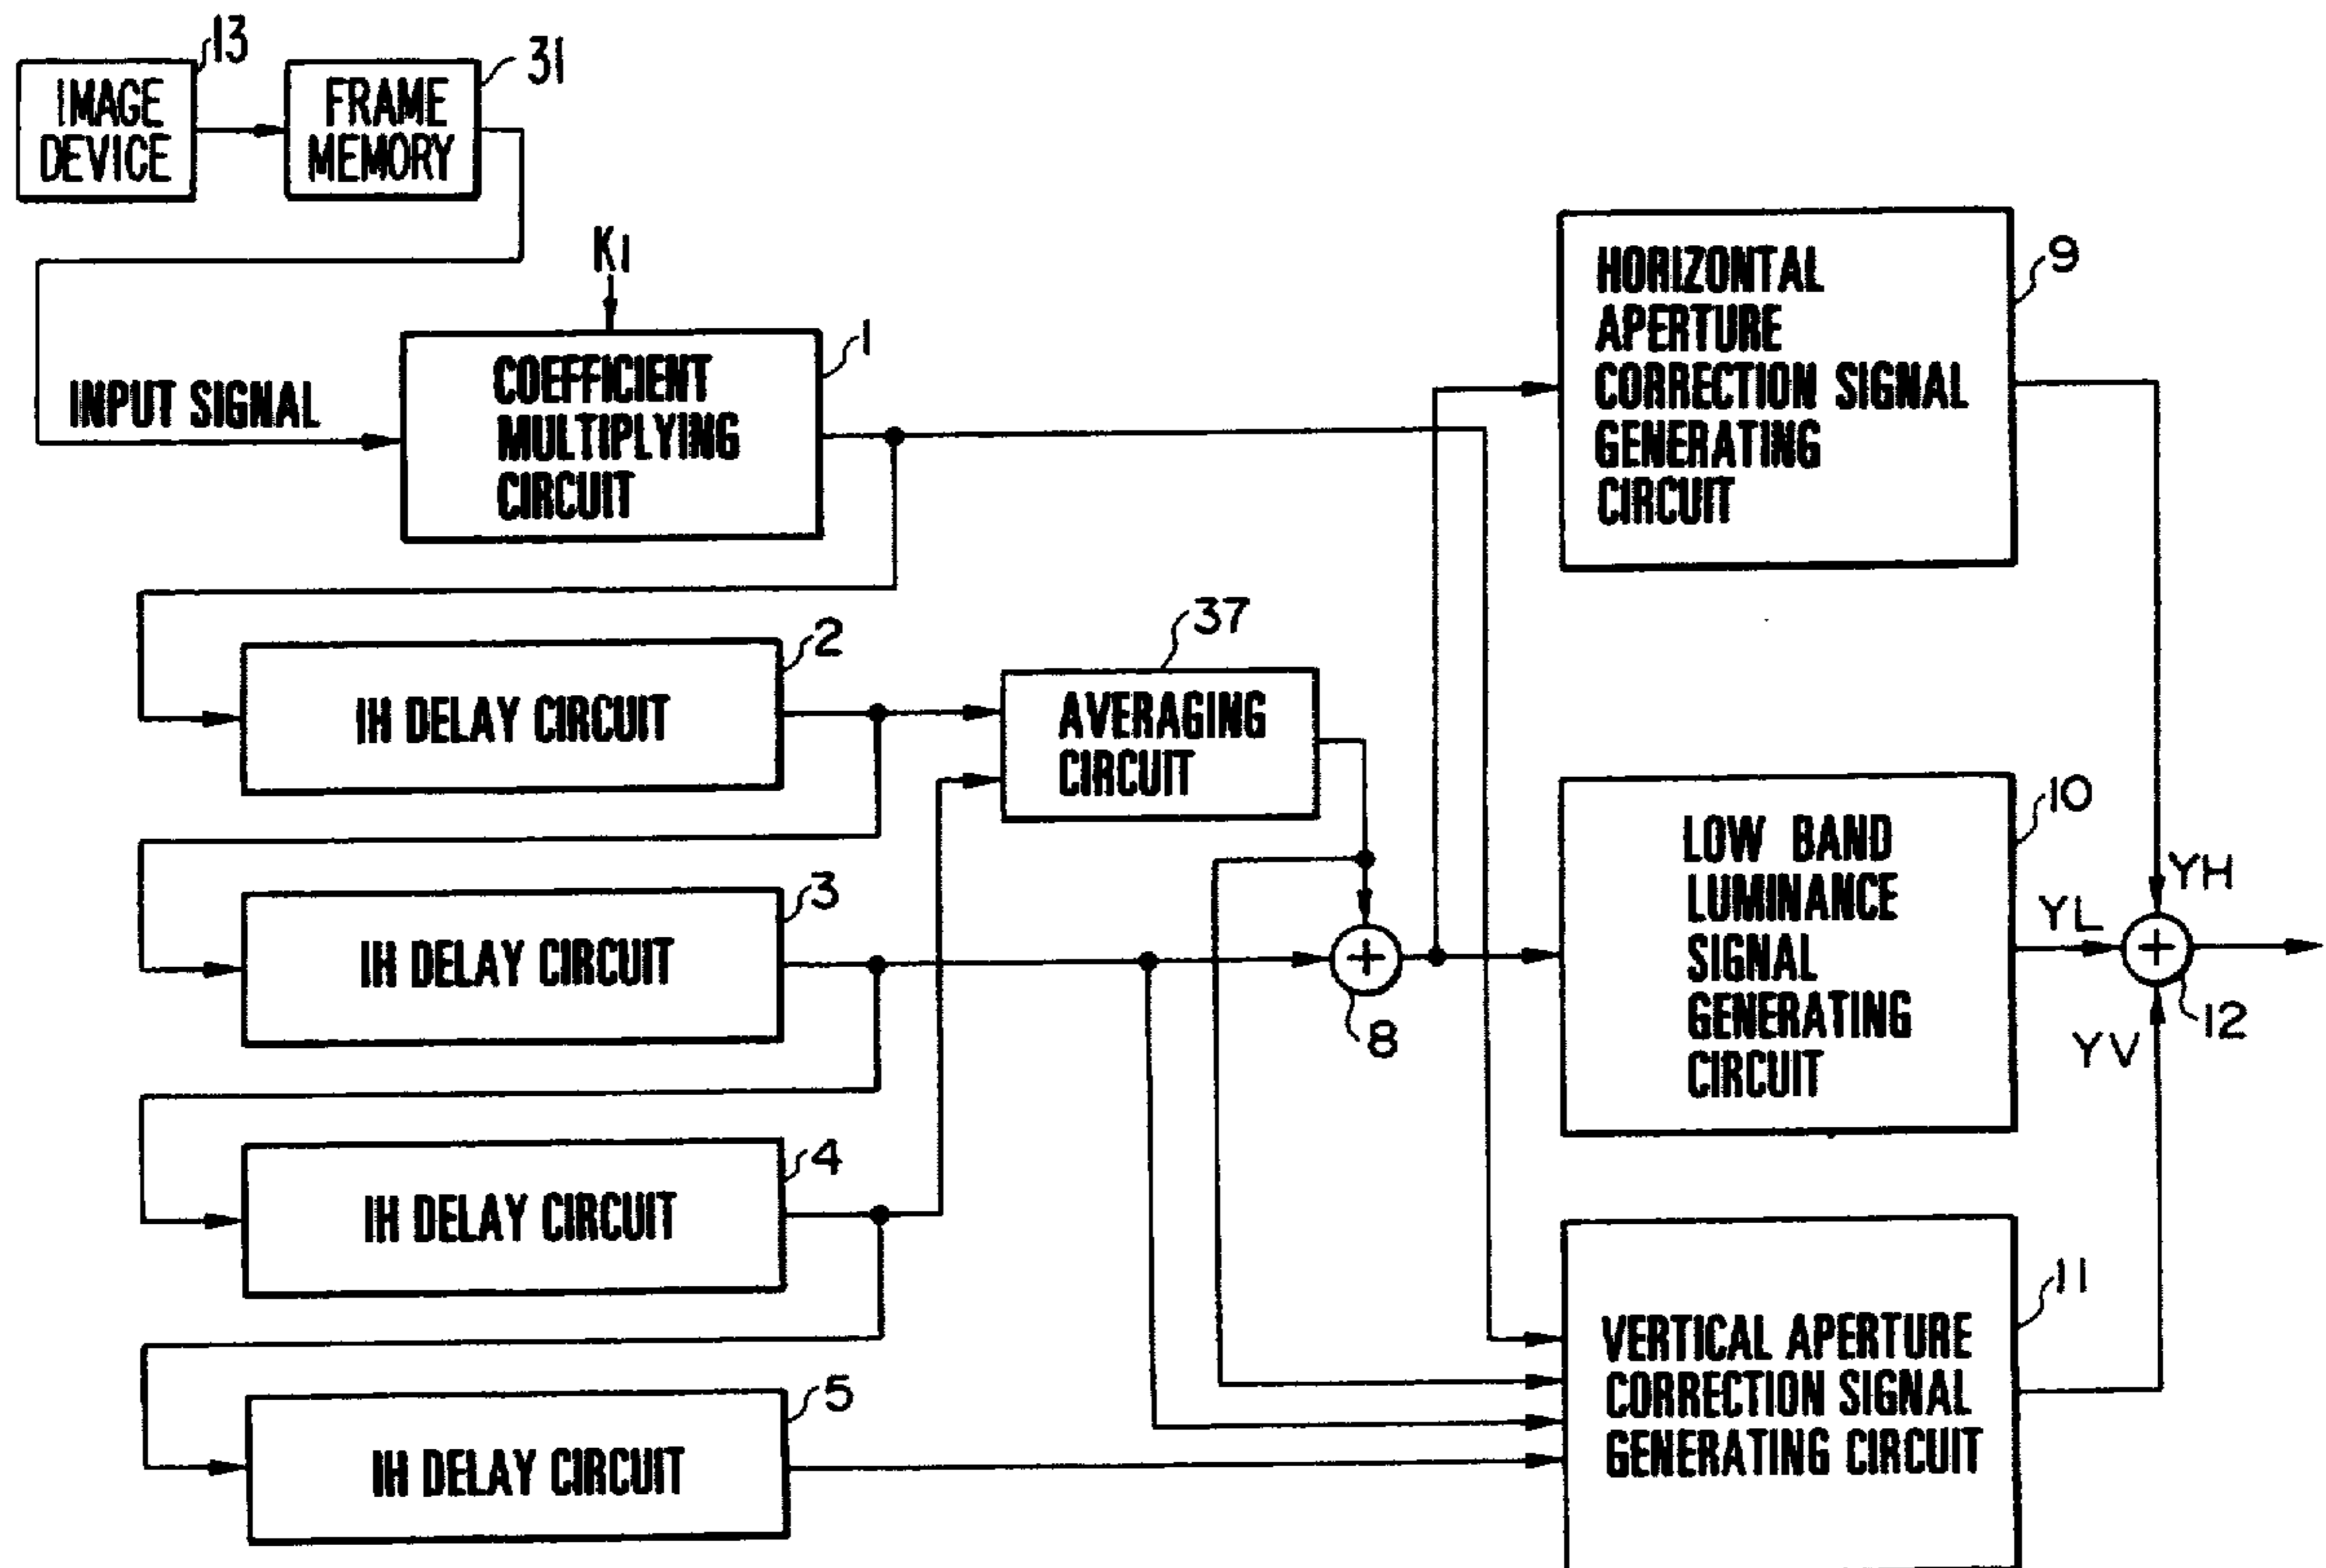 13
IMAGE
DEVICE
31
FRAME
MEMORY
K1
1
INPUT SIGNAL
COEFFICIENT
MULTIPLYING
CIRCUIT
9
HORIZONTAL
APERTURE
CORRECTION SIGNAL
GENERATING
CIRCUIT
2
1H DELAY CIRCUIT
37
AVERAGING
CIRCUIT
10
LOW BAND
LUMINANCE
SIGNAL
GENERATING
CIRCUIT
3
1H DELAY CIRCUIT
8
YH
YL
12
YV
4
1H DELAY CIRCUIT
11
VERTICAL APERTURE
CORRECTION SIGNAL
GENERATING CIRCUIT
5
1H DELAY CIRCUIT